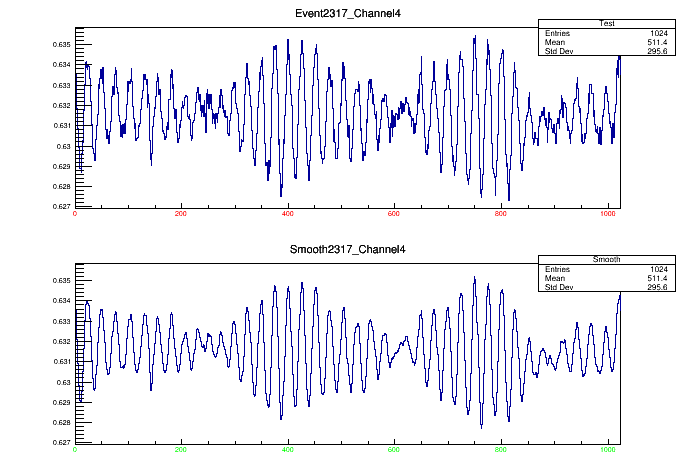 Event2317_Channel4
Test
Entries 1024
Mean 511.4
Std Dev 295.6
0.635
0.634
0.633
0.632
0.631
0.63
0.629
0.628
0.627
0 200 400 600 800 1000
Smooth2317_Channel4
Smooth
Entries 1024
Mean 511.4
Std Dev 295.6
0.635
0.634
0.633
0.632
0.631
0.63
0.629
0.628
0.627
0 200 400 600 800 1000